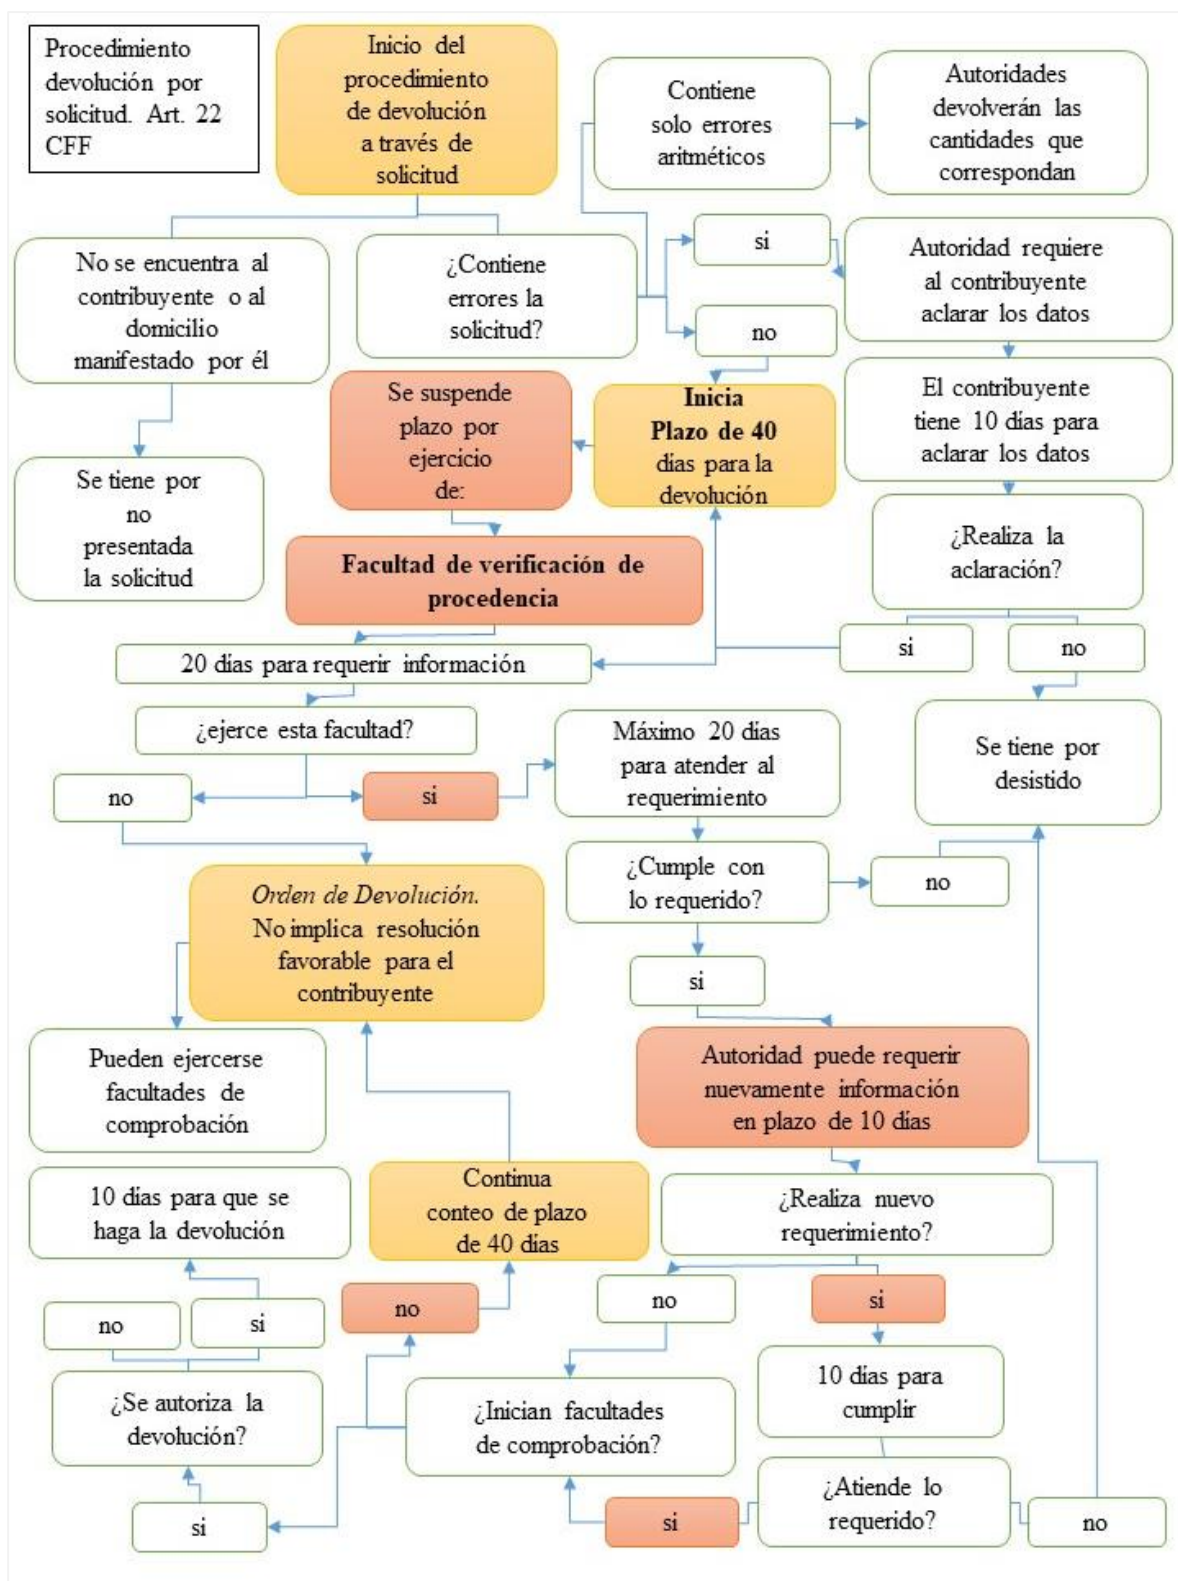 Procedimiento
devolución por
solicitud. Art. 22
CFF
Inicio del
procedimiento
de devolución
a través de
solicitud
Contiene
solo errores
aritméticos
Autoridades
devolverán las
cantidades que
correspondan
No se encuentra al
contribuyente o al
domicilio
manifestado por él
¿Contiene
errores la
solicitud?
si
no
Autoridad requiere
al contribuyente
aclarar los datos
Se suspende
plazo por
ejercicio
de:
Inicia
Plazo de 40
días para la
devolución
El contribuyente
tiene 10 días para
aclarar los datos
Se tiene por
no
presentada
la solicitud
¿Realiza la
aclaración?
Facultad de verificación de
procedencia
si
no
20 días para requerir información
¿ejerce esta facultad?
Máximo 20 días
para atender al
requerimiento
Se tiene por
desistido
no
si
¿Cumple con
lo requerido?
no
Orden de Devolución.
No implica resolución
favorable para el
contribuyente
si
Pueden ejercerse
facultades de
comprobación
Autoridad puede requerir
nuevamente información
en plazo de 10 días
10 días para que se
haga la devolución
Continua
conteo de plazo
de 40 días
¿Realiza nuevo
requerimiento?
no
si
no
no
si
10 días para
cumplir
¿Se autoriza la
devolución?
¿Inician facultades
de comprobación?
¿Atiende lo
requerido?
si
si
no